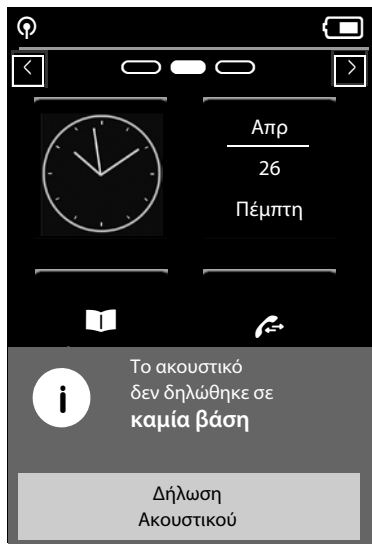 Απρ
26
Πέμπτη
Το ακουστικό
δεν δηλώθηκε σε
καμία βάση
Δήλωση
Ακουστικού